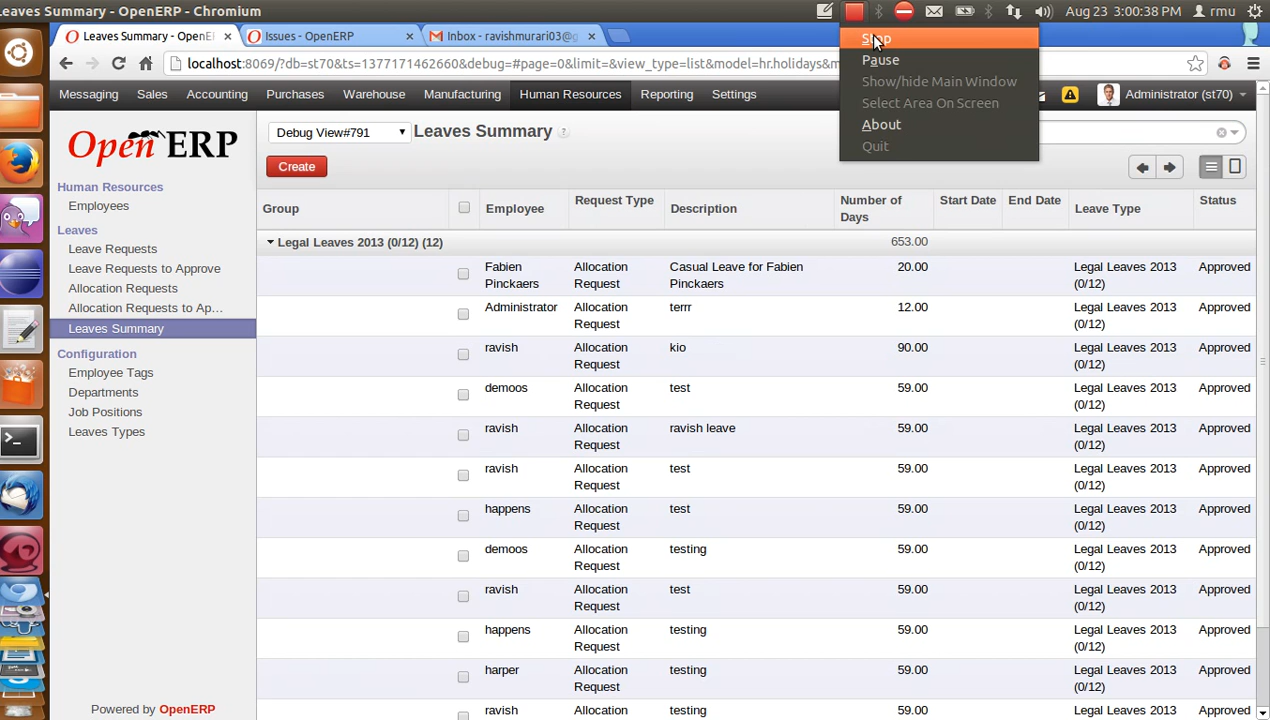 Leaves Summary - OpenERP - Chromium
Aug 23 3:00:38 PM
rmu
Leaves Summary - OpenE
Issues - OpenERP
Inbox - ravishmurari03@g
localhost:8069/?db=st70&ts=1377171462660&debug=#page=0&limit=&view_type=list&model=hr.holidays&m
Stop
Pause
Show/hide Main Window
Select Area On Screen
About
Quit
Messaging Sales Accounting Purchases Warehouse Manufacturing Human Resources Reporting Settings
Administrator (st70)
Open ERP
Human Resources
Employees
Leaves
Leave Requests
Leave Requests to Approve
Allocation Requests
Allocation Requests to Ap...
Leaves Summary
Configuration
Employee Tags
Departments
Job Positions
Leaves Types
Powered by OpenERP
Debug View#791
Leaves Summary ?
Create
Group Employee Request Type Description Number of Days Start Date End Date Leave Type Status
Legal Leaves 2013 (0/12) (12) 653.00
Fabien Pinckaers Allocation Request Casual Leave for Fabien Pinckaers 20.00 Legal Leaves 2013 (0/12) Approved
Administrator Allocation Request terrr 12.00 Legal Leaves 2013 (0/12) Approved
ravish Allocation Request kio 90.00 Legal Leaves 2013 (0/12) Approved
demoos Allocation Request test 59.00 Legal Leaves 2013 (0/12) Approved
ravish Allocation Request ravish leave 59.00 Legal Leaves 2013 (0/12) Approved
ravish Allocation Request test 59.00 Legal Leaves 2013 (0/12) Approved
happens Allocation Request test 59.00 Legal Leaves 2013 (0/12) Approved
demoos Allocation Request testing 59.00 Legal Leaves 2013 (0/12) Approved
ravish Allocation Request test 59.00 Legal Leaves 2013 (0/12) Approved
happens Allocation Request testing 59.00 Legal Leaves 2013 (0/12) Approved
harper Allocation Request testing 59.00 Legal Leaves 2013 (0/12) Approved
ravish Allocation testing 59.00 Legal Leaves 2013 Approved